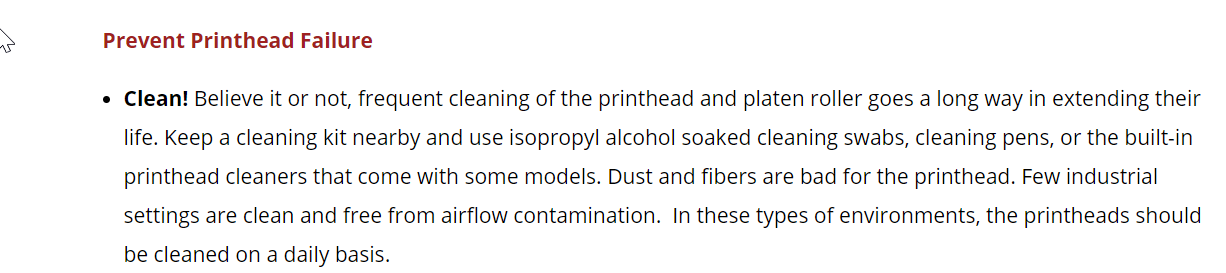 Prevent Printhead Failure
• Clean! Believe it or not, frequent cleaning of the printhead and platen roller goes a long way in extending their
life. Keep a cleaning kit nearby and use isopropyl alcohol soaked cleaning swabs, cleaning pens, or the built-in
printhead cleaners that come with some models. Dust and fibers are bad for the printhead. Few industrial
settings are clean and free from airflow contamination.  In these types of environments, the printheads should
be cleaned on a daily basis.